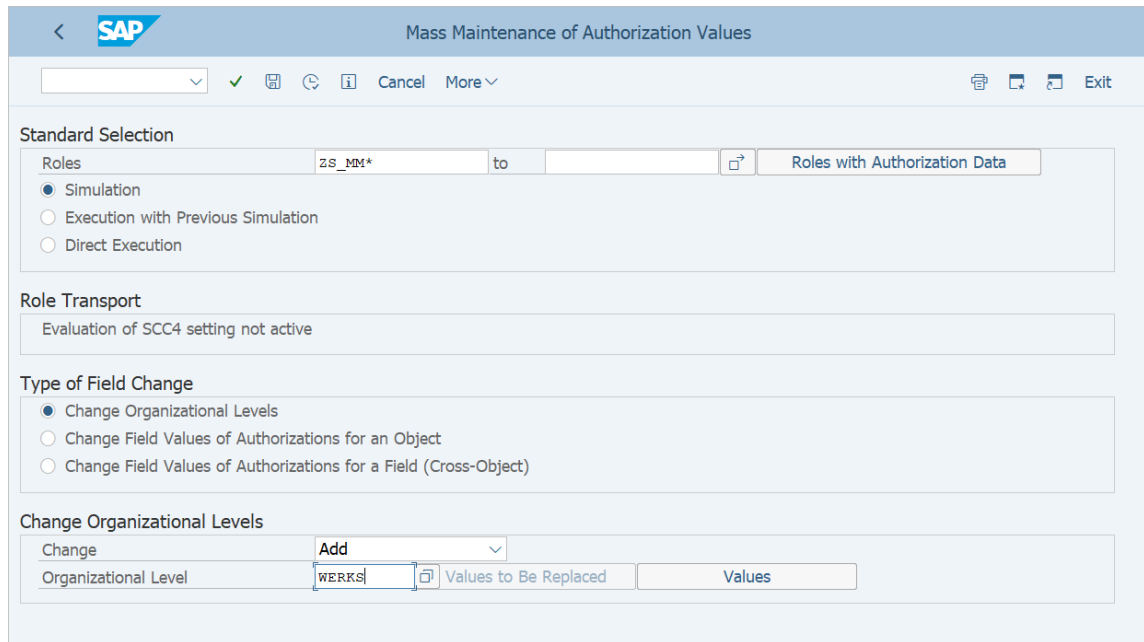 SAP Mass Maintenance of Authorization Values
Cancel More Exit
Standard Selection
Roles ZS_MM* to Roles with Authorization Data
Simulation
Execution with Previous Simulation
Direct Execution
Role Transport
Evaluation of SCC4 setting not active
Type of Field Change
Change Organizational Levels
Change Field Values of Authorizations for an Object
Change Field Values of Authorizations for a Field (Cross-Object)
Change Organizational Levels
Change Add
Organizational Level WERKS Values to Be Replaced Values